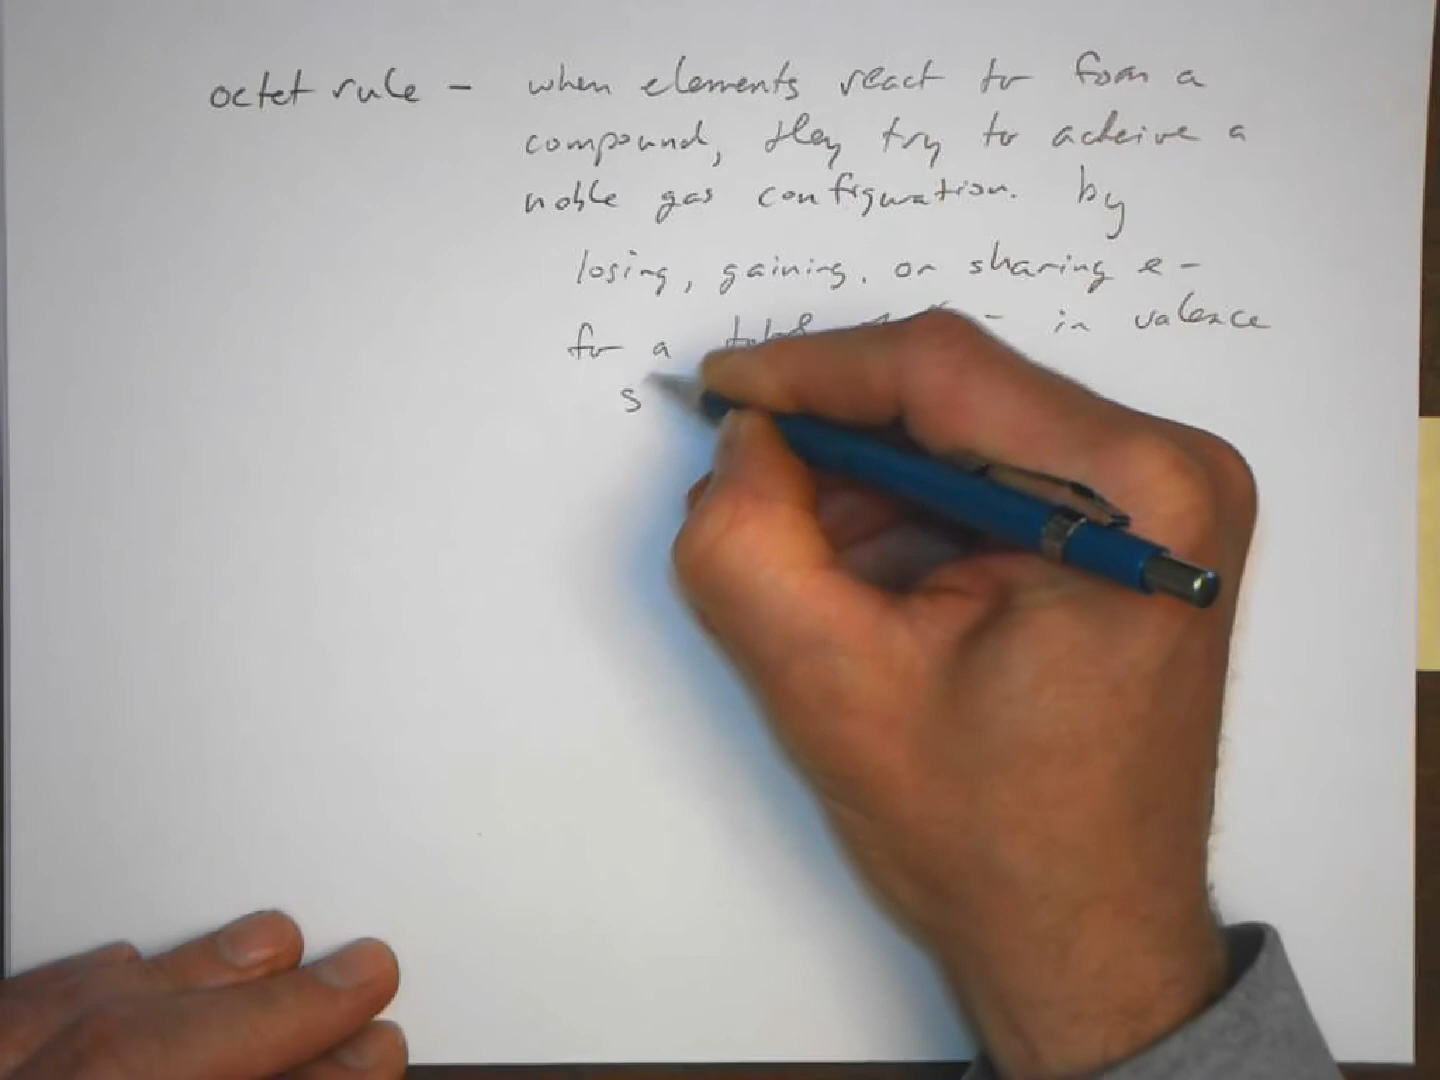 octet rule - when elements react to form a
compound, they try to acheive a
noble gas configuration. by
losing, gaining, or sharing e-
for a total - in valence
s